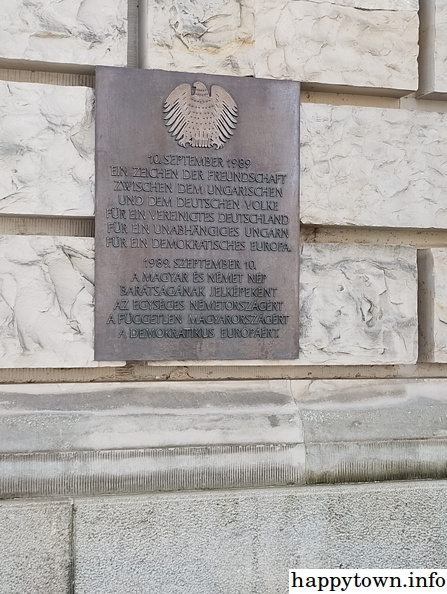 10. SEPTEMBER 1989
EIN ZEICHEN DER FREUNDSCHAFT
ZWISCHEN DEM UNGARISCHEN
UND DEM DEUTSCHEN VOLKE
FÜR EIN VEREINIGTES DEUTSCHLAND
FÜR EIN UNABHÄNGIGES UNGARN
FÜR EIN DEMOKRATISCHES EUROPA.
1989. SZEPTEMBER 10.
A MAGYAR ÉS NÉMET NÉP
BARÁTSÁGÁNAK JELKÉPEKÉNT
AZ EGYSÉGES NÉMETORSZÁGÉRT
A FÜGGETLEN MAGYARORSZÁGÉRT
A DEMOKRATIKUS EURÓPÁÉRT.
happytown.info